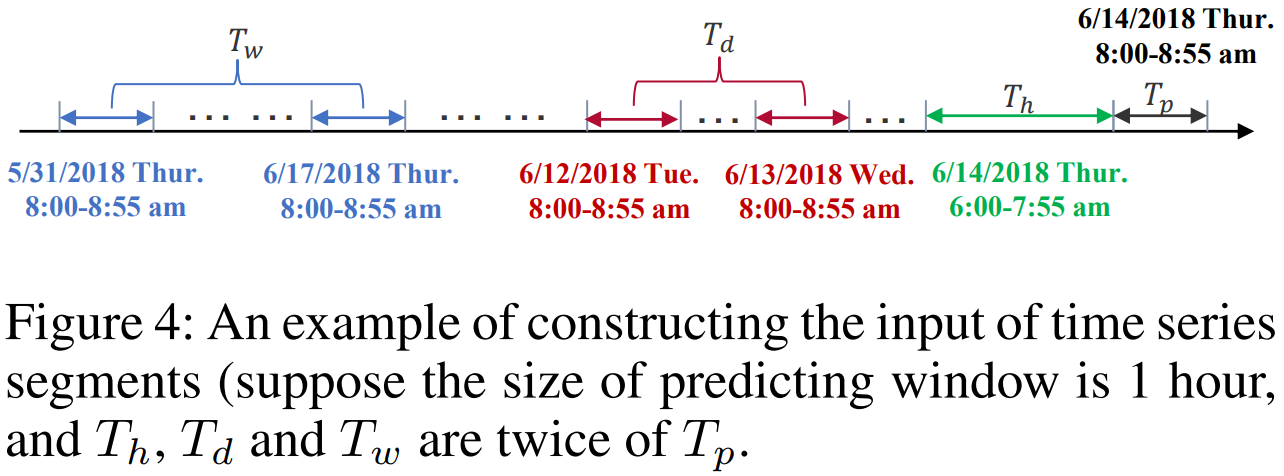 6/14/2018 Thur.
8:00-8:55 am
T_w
T_d
T_h
T_p
... ...
... ...
...
...
5/31/2018 Thur.
8:00-8:55 am
6/17/2018 Thur.
8:00-8:55 am
6/12/2018 Tue.
8:00-8:55 am
6/13/2018 Wed.
8:00-8:55 am
6/14/2018 Thur.
6:00-7:55 am
Figure 4: An example of constructing the input of time series
segments (suppose the size of predicting window is 1 hour,
and T_h, T_d and T_w are twice of T_p.